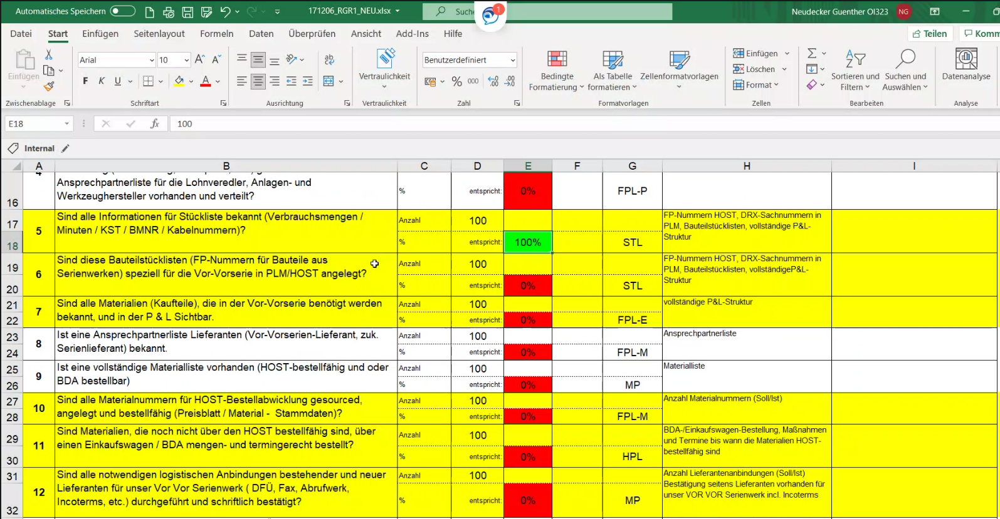 Automatisches Speichern
171206_RGR1_NEU.xlsx
Suche
1
Neudecker Guenther OI323
NG
Datei Start Einfügen Seitenlayout Formeln Daten Überprüfen Ansicht Add-Ins Hilfe
Teilen
Komm
Einfügen
Zwischenablage
Arial
10
F K U
Schriftart
Ausrichtung
Vertraulichkeit
Vertraulichkeit
Benutzerdefiniert
% 000
Zahl
Bedingte
Formatierung
Als Tabelle
formatieren
Zellenformatvorlagen
Formatvorlagen
Einfügen
Löschen
Format
Zellen
Sortieren und
Filtern
Suchen und
Auswählen
Bearbeiten
Datenanalyse
Analyse
E18
fx
100
Internal
A B C D E F G H I
16
4
Ansprechpartnerliste für die Lohnveredler, Anlagen- und
Werkzeughersteller vorhanden und verteilt?
% entspricht: 0% FPL-P
17
18
5
Sind alle Informationen für Stückliste bekannt (Verbrauchsmengen /
Minuten / KST / BMNR / Kabelnummern)?
Anzahl 100
% entspricht: 100% STL
FP-Nummern HOST, DRX-Sachnummern in
PLM, Bauteilstücklisten, vollständige P&L-
Struktur
19
20
6
Sind diese Bauteilstücklisten (FP-Nummern für Bauteile aus
Serienwerken) speziell für die Vor-Vorserie in PLM/HOST angelegt?
Anzahl 100
% entspricht: 0% STL
FP-Nummern HOST, DRX-Sachnummern in
PLM, Bauteilstücklisten, vollständigeP&L-
Struktur
21
22
7
Sind alle Materialien (Kaufteile), die in der Vor-Vorserie benötigt werden
bekannt, und in der P & L Sichtbar.
Anzahl 100
% entspricht: 0% FPL-E
vollständige P&L-Struktur
23
24
8
Ist eine Ansprechpartnerliste Lieferanten (Vor-Vorserien-Lieferant, zuk.
Serienlieferant) bekannt.
Anzahl 100
% entspricht: 0% FPL-M
Ansprechpartnerliste
25
26
9
Ist eine vollständige Materialliste vorhanden (HOST-bestellfähig und oder
BDA bestellbar)
Anzahl 100
% entspricht: 0% MP
Materialliste
27
28
10
Sind alle Materialnummern für HOST-Bestellabwicklung gesourced,
angelegt und bestellfähig (Preisblatt / Material - Stammdaten)?
Anzahl 100
% entspricht: 0% FPL-M
Anzahl Materialnummern (Soll/Ist)
29
30
11
Sind Materialien, die noch nicht über den HOST bestellfähig sind, über
einen Einkaufswagen / BDA mengen- und termingerecht bestellt?
Anzahl 100
% entspricht: 0% HPL
BDA-/Einkaufswagen-Bestellung, Maßnahmen
und Termine bis wann die Materialien HOST-
bestellfähig sind
31
32
12
Sind alle notwendigen logistischen Anbindungen bestehender und neuer
Lieferanten für unser Vor Vor Serienwerk ( DFÜ, Fax, Abrufwerk,
Incoterms, etc.) durchgeführt und schriftlich bestätigt?
Anzahl 100
% entspricht: 0% MP
Anzahl Lieferantenanbindungen (Soll/Ist)
Bestätigung seitens Lieferanten vorhanden für
unser VOR VOR Serienwerk incl. Incoterms